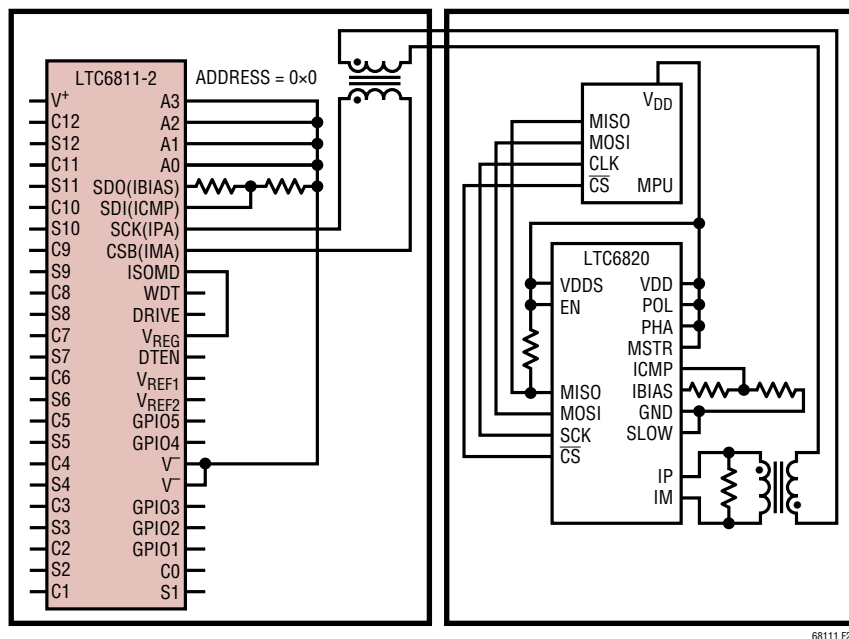 LTC6811-2
ADDRESS = 0×0
V+
C12
S12
C11
S11
C10
S10
C9
S9
C8
S8
C7
S7
C6
S6
C5
S5
C4
S4
C3
S3
C2
S2
C1
A3
A2
A1
A0
SDO(IBIAS)
SDI(ICMP)
SCK(IPA)
CSB(IMA)
ISOMD
WDT
DRIVE
VREG
DTEN
VREF1
VREF2
GPIO5
GPIO4
V–
V–
GPIO3
GPIO2
GPIO1
C0
S1
VDD
MISO
MOSI
CLK
CS
MPU
LTC6820
VDDS
EN
MISO
MOSI
SCK
CS
VDD
POL
PHA
MSTR
ICMP
IBIAS
GND
SLOW
IP
IM